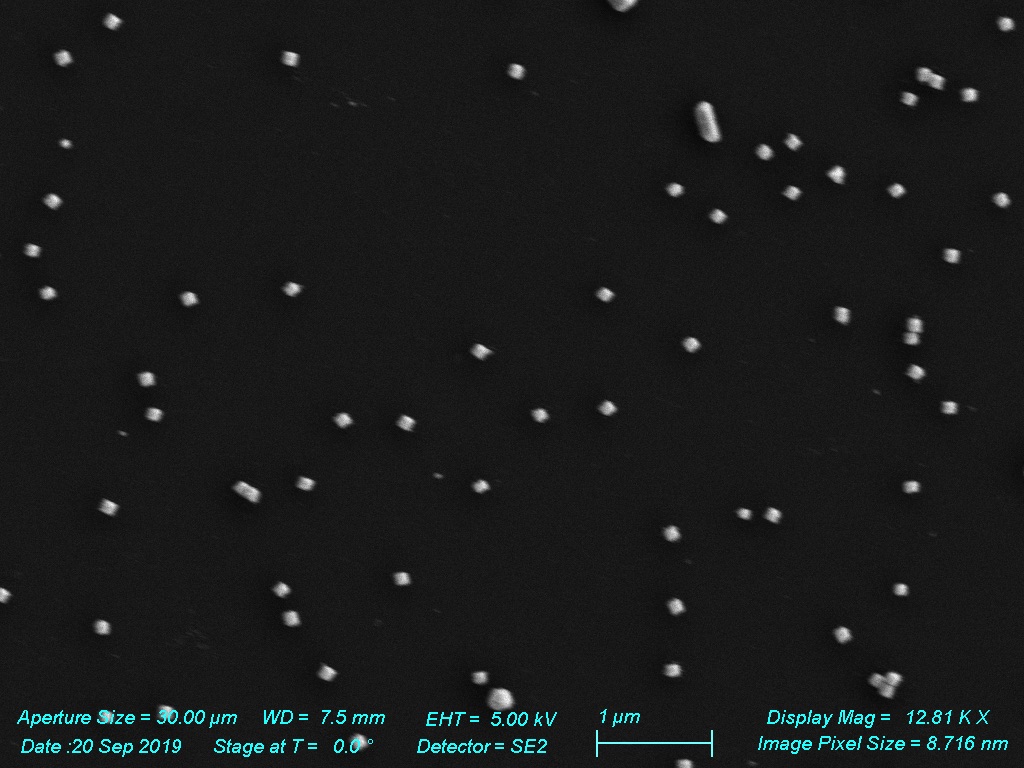 Aperture Size = 30.00 µm WD = 7.5 mm EHT = 5.00 kV 1 µm Display Mag = 12.81 K X
Date :20 Sep 2019 Stage at T = 0.0 ° Detector = SE2 Image Pixel Size = 8.716 nm